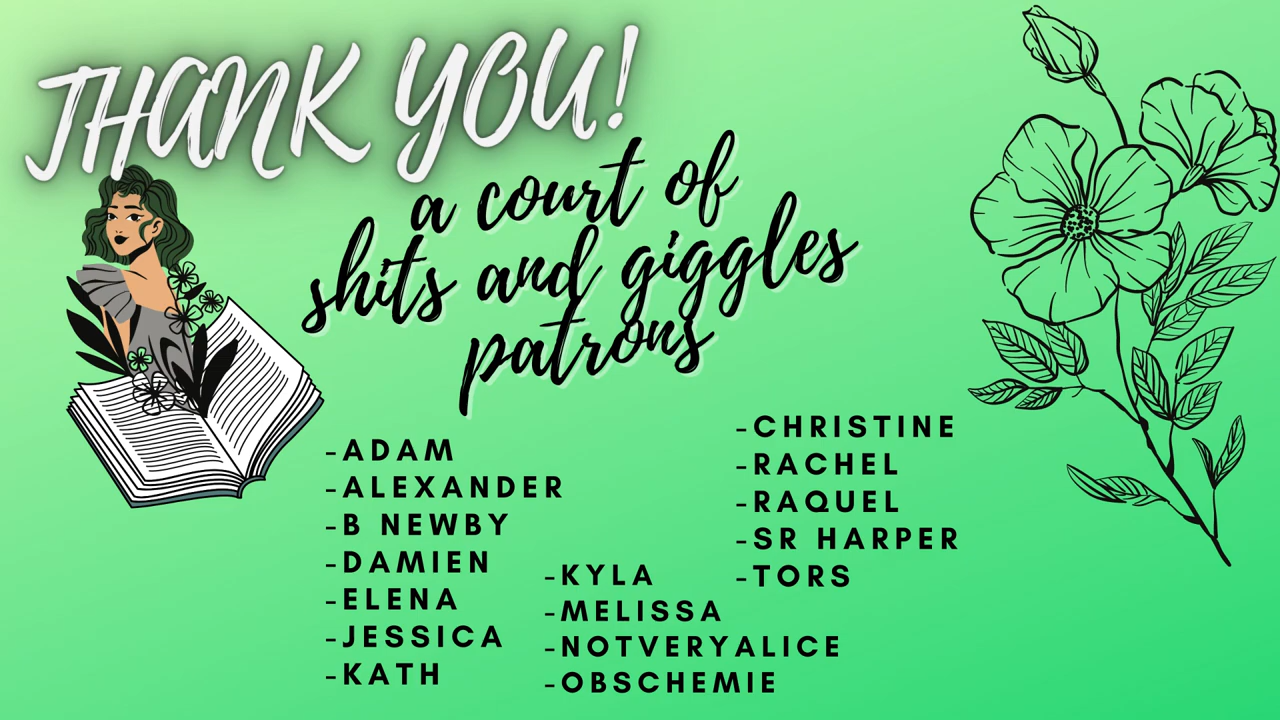 THANK YOU!
a court of
shits and giggles
patrons
-ADAM
-ALEXANDER
-B NEWBY
-DAMIEN
-ELENA
-JESSICA
-KATH
-KYLA
-MELISSA
-NOTVERYALICE
-OBSCHEMIE
-CHRISTINE
-RACHEL
-RAQUEL
-SR HARPER
-TORS